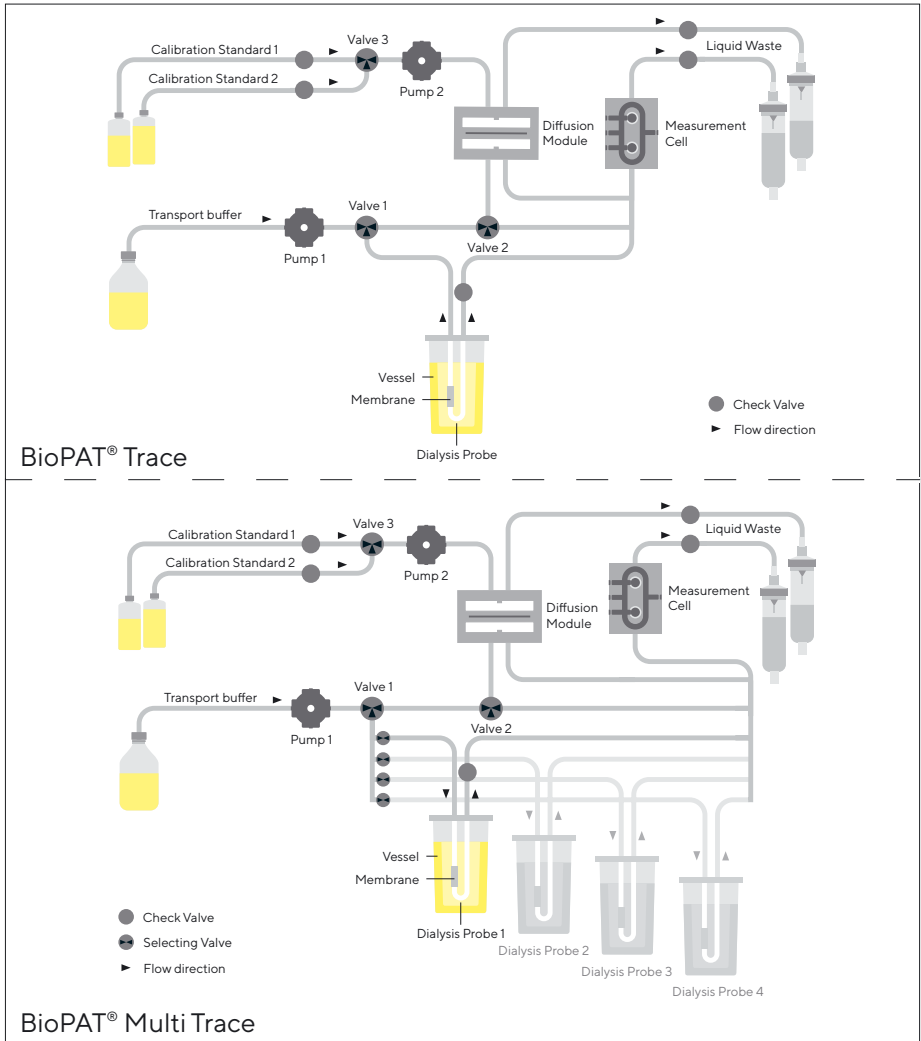 Calibration Standard 1
Valve 3
Calibration Standard 2
Pump 2
Liquid Waste
Diffusion
Module
Measurement
Cell
Transport buffer
Valve 1
Pump 1
Valve 2
Vessel
Membrane
Dialysis Probe
Check Valve
Flow direction
BioPAT® Trace
Calibration Standard 1
Valve 3
Calibration Standard 2
Pump 2
Liquid Waste
Diffusion
Module
Measurement
Cell
Transport buffer
Valve 1
Pump 1
Valve 2
Vessel
Membrane
Dialysis Probe 1
Dialysis Probe 2
Dialysis Probe 3
Dialysis Probe 4
Check Valve
Selecting Valve
Flow direction
BioPAT® Multi Trace